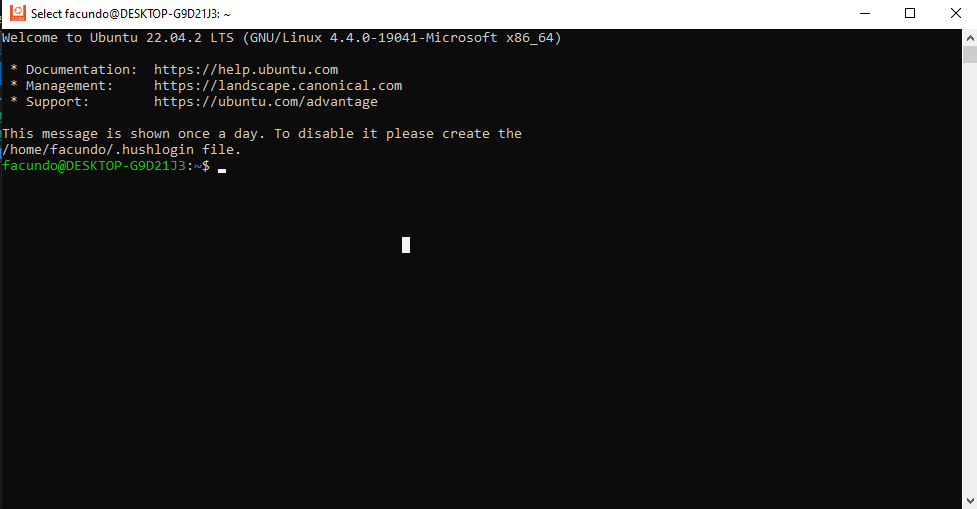 Select facundo@DESKTOP-G9D21J3: ~
Welcome to Ubuntu 22.04.2 LTS (GNU/Linux 4.4.0-19041-Microsoft x86_64)
* Documentation:  https://help.ubuntu.com
* Management:     https://landscape.canonical.com
* Support:        https://ubuntu.com/advantage
This message is shown once a day. To disable it please create the
/home/facundo/.hushlogin file.
facundo@DESKTOP-G9D21J3:~$